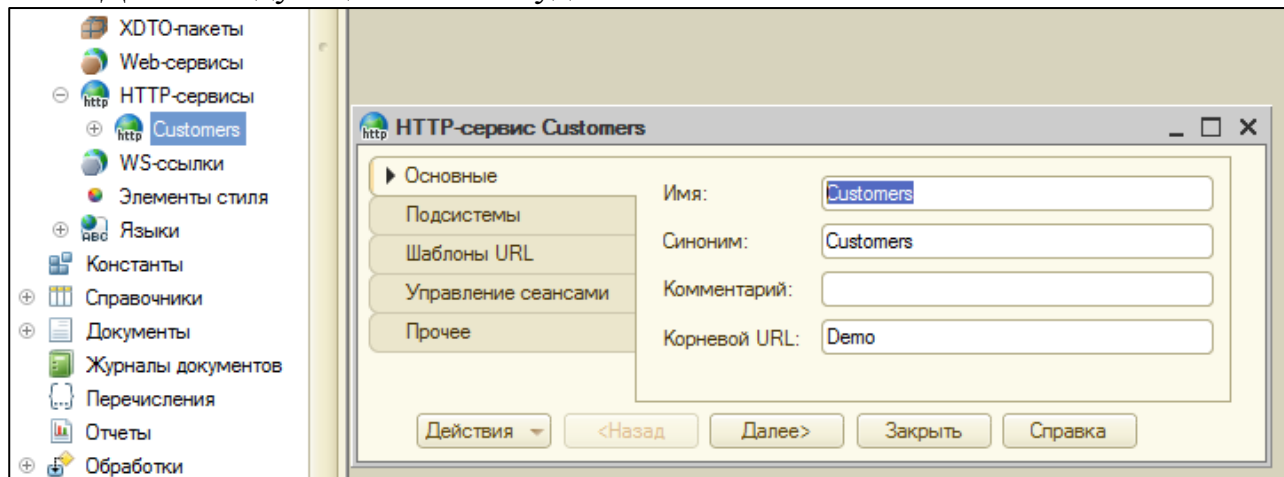 XDTO-пакеты
Web-сервисы
HTTP-сервисы
Customers
WS-ссылки
Элементы стиля
Языки
Константы
Справочники
Документы
Журналы документов
Перечисления
Отчеты
Обработки
HTTP-сервис Customers
Основные
Подсистемы
Шаблоны URL
Управление сеансами
Прочее
Имя: Customers
Синоним: Customers
Комментарий:
Корневой URL: Demo
Действия <Назад Далее> Закрыть Справка